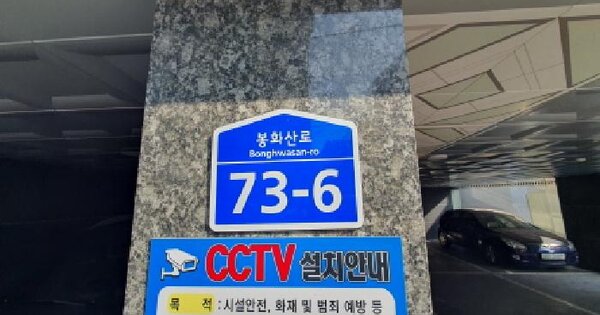 봉화산로
Bonghwasan-ro
73-6
CCTV 설치안내
목 적 : 시설안전, 화재 및 범죄 예방 등